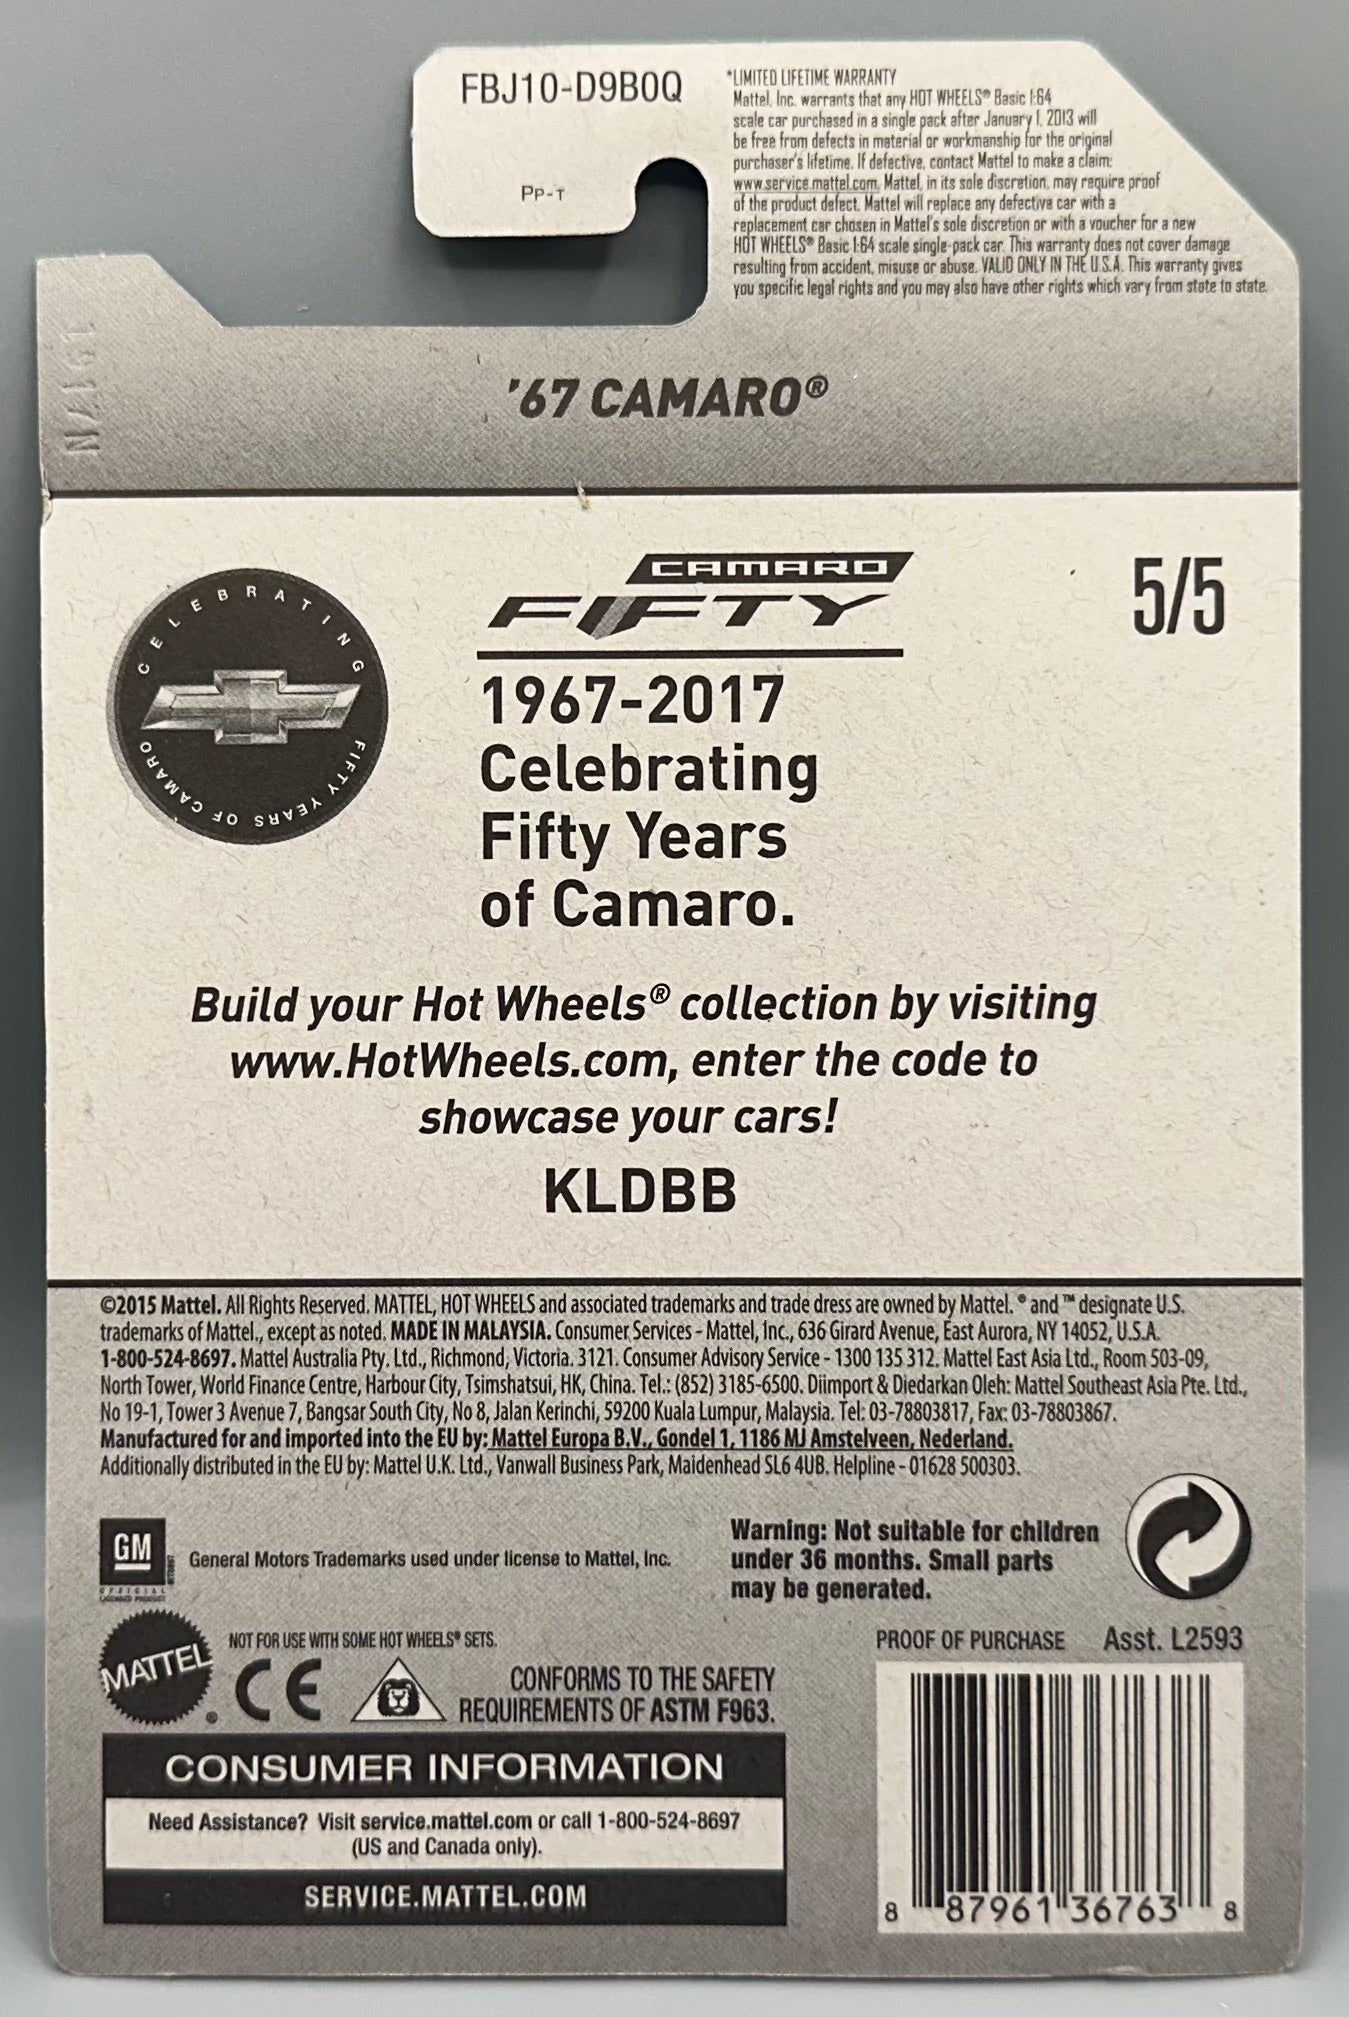 FBJ10-D9B0Q
PP-T
*LIMITED LIFETIME WARRANTY
Mattel, Inc. warrants that any HOT WHEELS® Basic 1:64
scale car purchased in a single pack after January 1, 2013 will
be free from defects in material or workmanship for the original
purchaser's lifetime. If defective, contact Mattel to make a claim:
www.service.mattel.com. Mattel, in its sole discretion, may require proof
of the product defect. Mattel will replace any defective car with a
replacement car chosen in Mattel's sole discretion or with a voucher for a new
HOT WHEELS® Basic 1:64 scale single-pack car. This warranty does not cover damage
resulting from accident, misuse or abuse. VALID ONLY IN THE U.S.A. This warranty gives
you specific legal rights and you may also have other rights which vary from state to state.
1917A N
'67 CAMARO®
CELEBRATING
FIFTY YEARS OF CAMARO
CAMARO
FIFTY
5/5
1967-2017
Celebrating
Fifty Years
of Camaro.
Build your Hot Wheels® collection by visiting
www.HotWheels.com, enter the code to
showcase your cars!
KLDBB
©2015 Mattel. All Rights Reserved. MATTEL, HOT WHEELS and associated trademarks and trade dress are owned by Mattel. ® and ™ designate U.S.
trademarks of Mattel., except as noted. MADE IN MALAYSIA. Consumer Services - Mattel, Inc., 636 Girard Avenue, East Aurora, NY 14052, U.S.A.
1-800-524-8697. Mattel Australia Pty. Ltd., Richmond, Victoria. 3121. Consumer Advisory Service - 1300 135 312. Mattel East Asia Ltd., Room 503-09,
North Tower, World Finance Centre, Harbour City, Tsimshatsui, HK, China. Tel.: (852) 3185-6500. Diimport & Diedarkan Oleh: Mattel Southeast Asia Pte. Ltd.,
No 19-1, Tower 3 Avenue 7, Bangsar South City, No 8, Jalan Kerinchi, 59200 Kuala Lumpur, Malaysia. Tel: 03-78803817, Fax: 03-78803867.
Manufactured for and imported into the EU by: Mattel Europa B.V., Gondel 1, 1186 MJ Amstelveen, Nederland.
Additionally distributed in the EU by: Mattel U.K. Ltd., Vanwall Business Park, Maidenhead SL6 4UB. Helpline - 01628 500303.
GM
OFFICIAL
LICENSED PRODUCT
General Motors Trademarks used under license to Mattel, Inc.
Warning: Not suitable for children
under 36 months. Small parts
may be generated.
MATTEL®
NOT FOR USE WITH SOME HOT WHEELS® SETS.
CE
CONFORMS TO THE SAFETY
REQUIREMENTS OF ASTM F963.
PROOF OF PURCHASE Asst. L2593
CONSUMER INFORMATION
Need Assistance? Visit service.mattel.com or call 1-800-524-8697
(US and Canada only).
SERVICE.MATTEL.COM
8 87961 36763 8